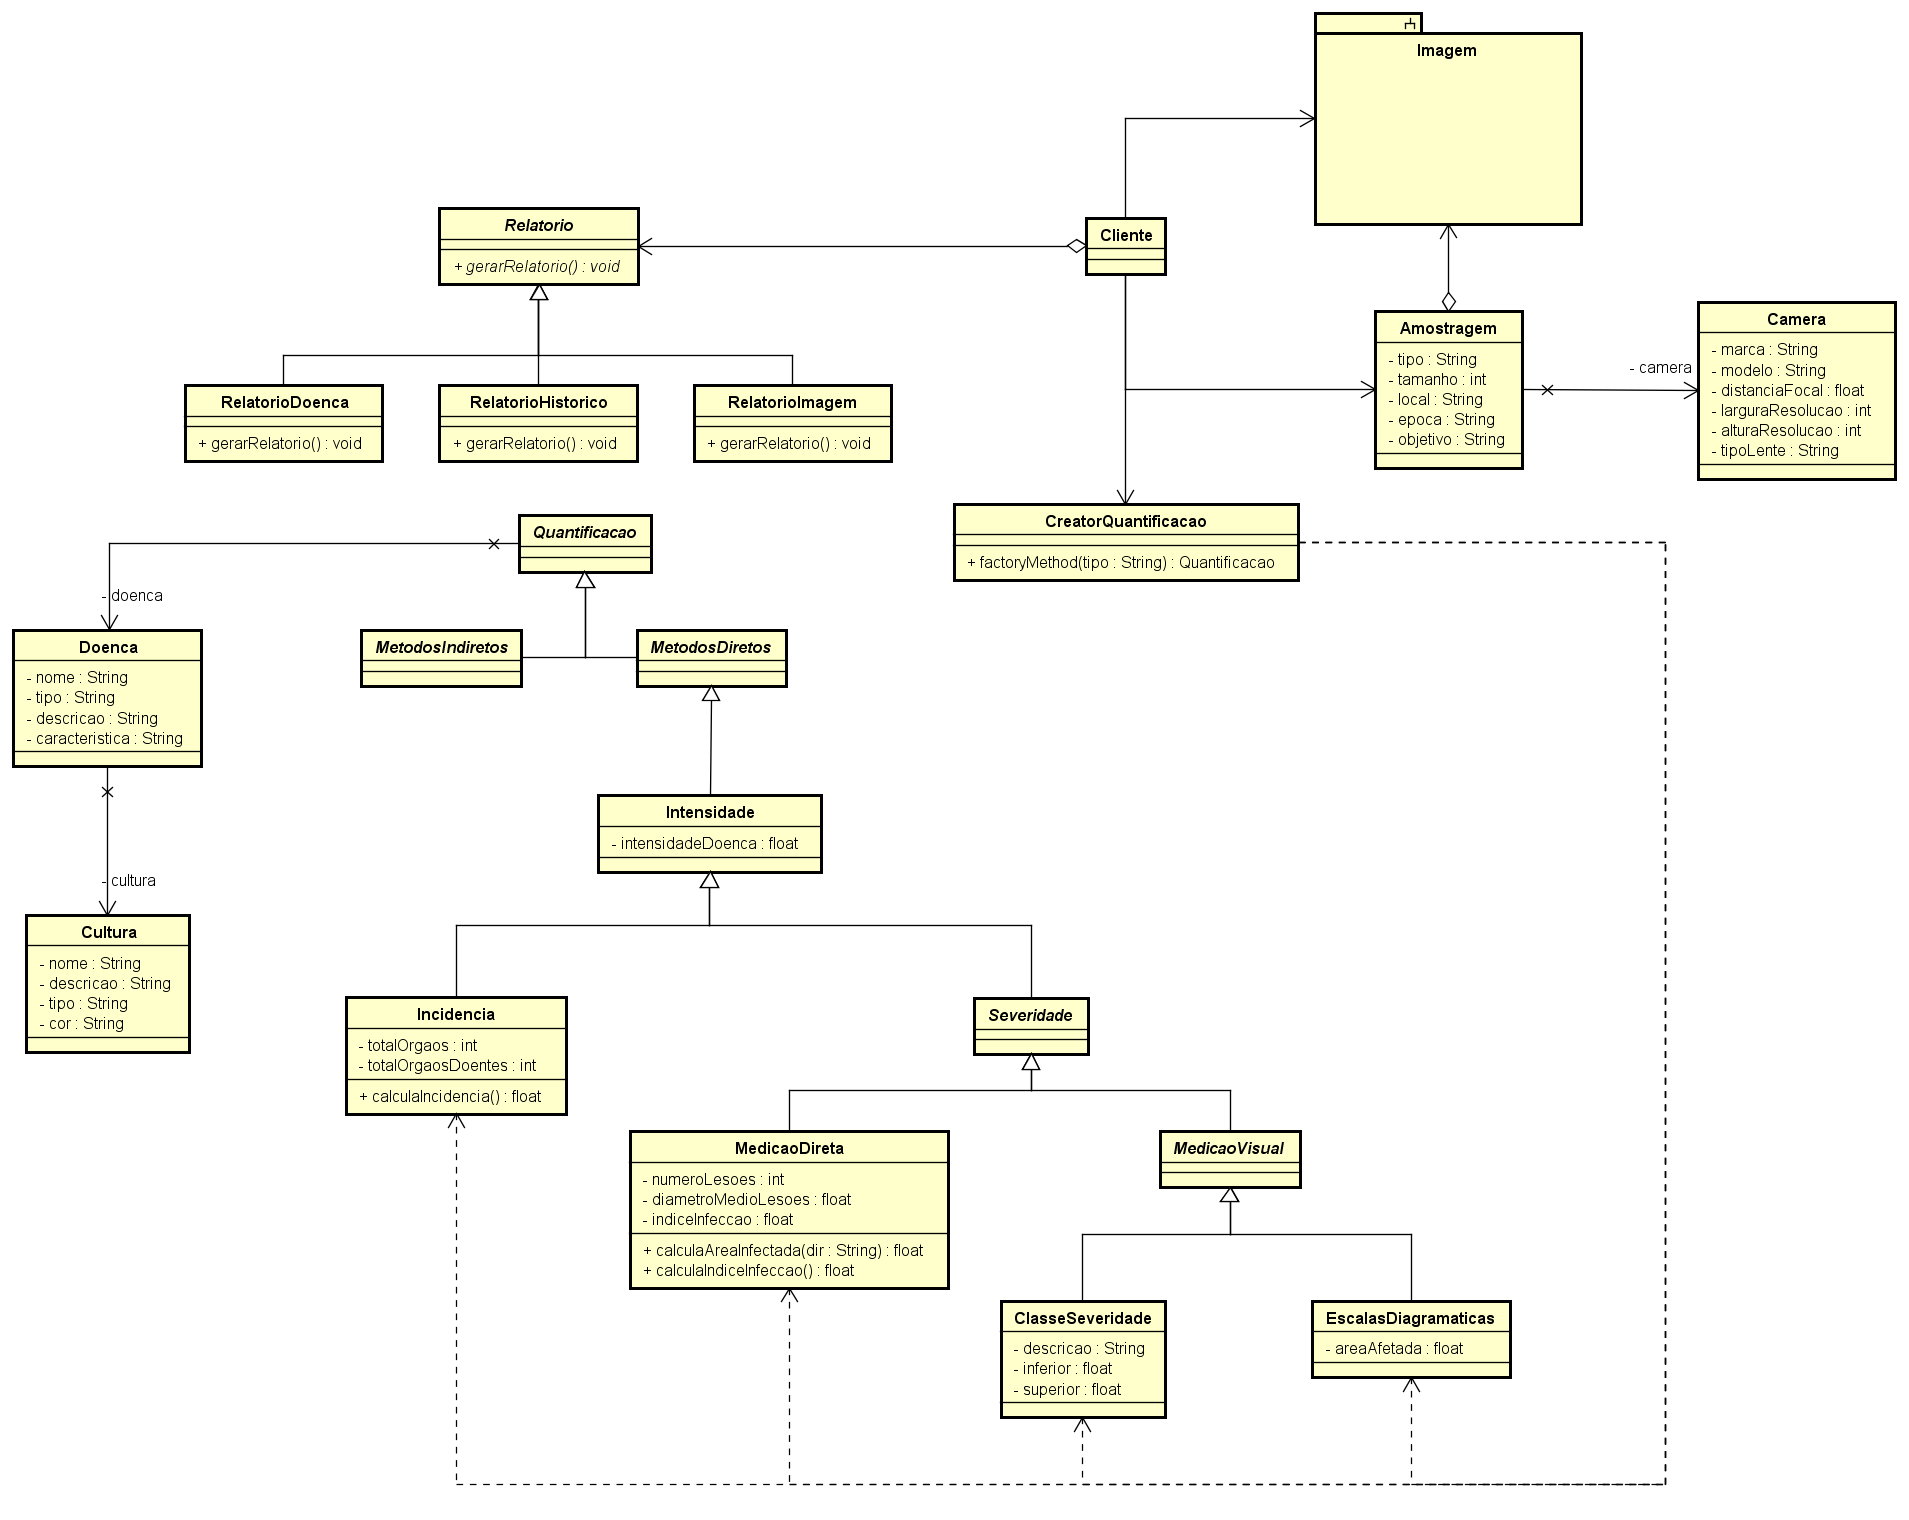 Imagem
Relatorio
+ gerarRelatorio() : void
Cliente
RelatorioDoenca
+ gerarRelatorio() : void
RelatorioHistorico
+ gerarRelatorio() : void
RelatorioImagem
+ gerarRelatorio() : void
Amostragem
- tipo : String
- tamanho : int
- local : String
- epoca : String
- objetivo : String
- camera
Camera
- marca : String
- modelo : String
- distanciaFocal : float
- larguraResolucao : int
- alturaResolucao : int
- tipoLente : String
CreatorQuantificacao
+ factoryMethod(tipo : String) : Quantificacao
Quantificacao
- doenca
Doenca
- nome : String
- tipo : String
- descricao : String
- caracteristica : String
MetodosIndiretos
MetodosDiretos
Intensidade
- intensidadeDoenca : float
- cultura
Cultura
- nome : String
- descricao : String
- tipo : String
- cor : String
Incidencia
- totalOrgaos : int
- totalOrgaosDoentes : int
+ calculaIncidencia() : float
Severidade
MedicaoDireta
- numeroLesoes : int
- diametroMedioLesoes : float
- indiceInfeccao : float
+ calculaAreaInfectada(dir : String) : float
+ calculaIndiceInfeccao() : float
MedicaoVisual
ClasseSeveridade
- descricao : String
- inferior : float
- superior : float
EscalasDiagramaticas
- areaAfetada : float